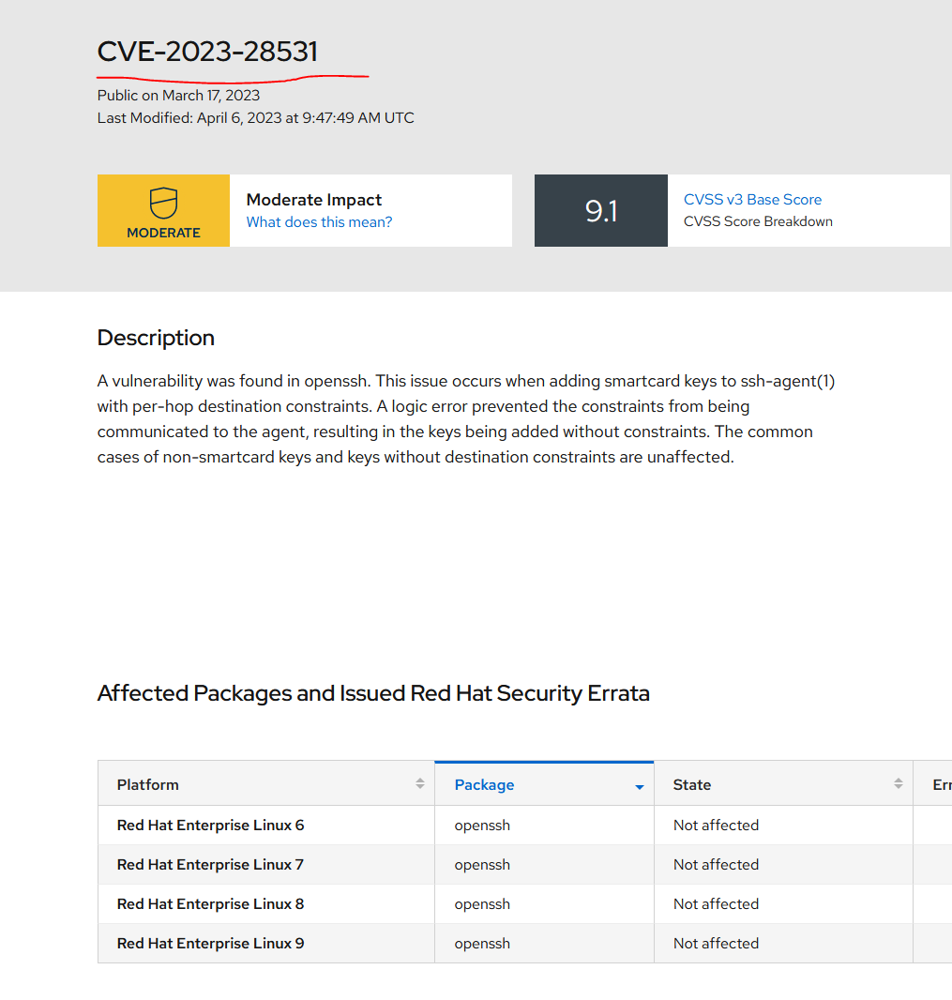 CVE-2023-28531
Public on March 17, 2023
Last Modified: April 6, 2023 at 9:47:49 AM UTC
MODERATE
Moderate Impact
What does this mean?
9.1
CVSS v3 Base Score
CVSS Score Breakdown
Description
A vulnerability was found in openssh. This issue occurs when adding smartcard keys to ssh-agent(1)
with per-hop destination constraints. A logic error prevented the constraints from being
communicated to the agent, resulting in the keys being added without constraints. The common
cases of non-smartcard keys and keys without destination constraints are unaffected.
Affected Packages and Issued Red Hat Security Errata
Platform Package State
Red Hat Enterprise Linux 6 openssh Not affected
Red Hat Enterprise Linux 7 openssh Not affected
Red Hat Enterprise Linux 8 openssh Not affected
Red Hat Enterprise Linux 9 openssh Not affected